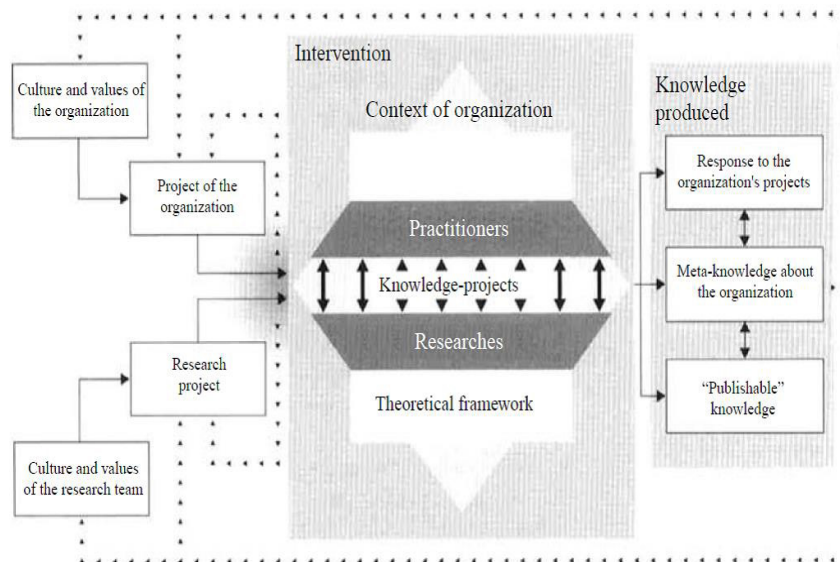 Culture and values of
the organization
Project of the
organization
Research
project
Culture and values
of the research team
Intervention
Context of organization
Practitioners
Knowledge-projects
Researches
Theoretical framework
Knowledge
produced
Response to the
organization's projects
Meta-knowledge about
the organization
“Publishable”
knowledge